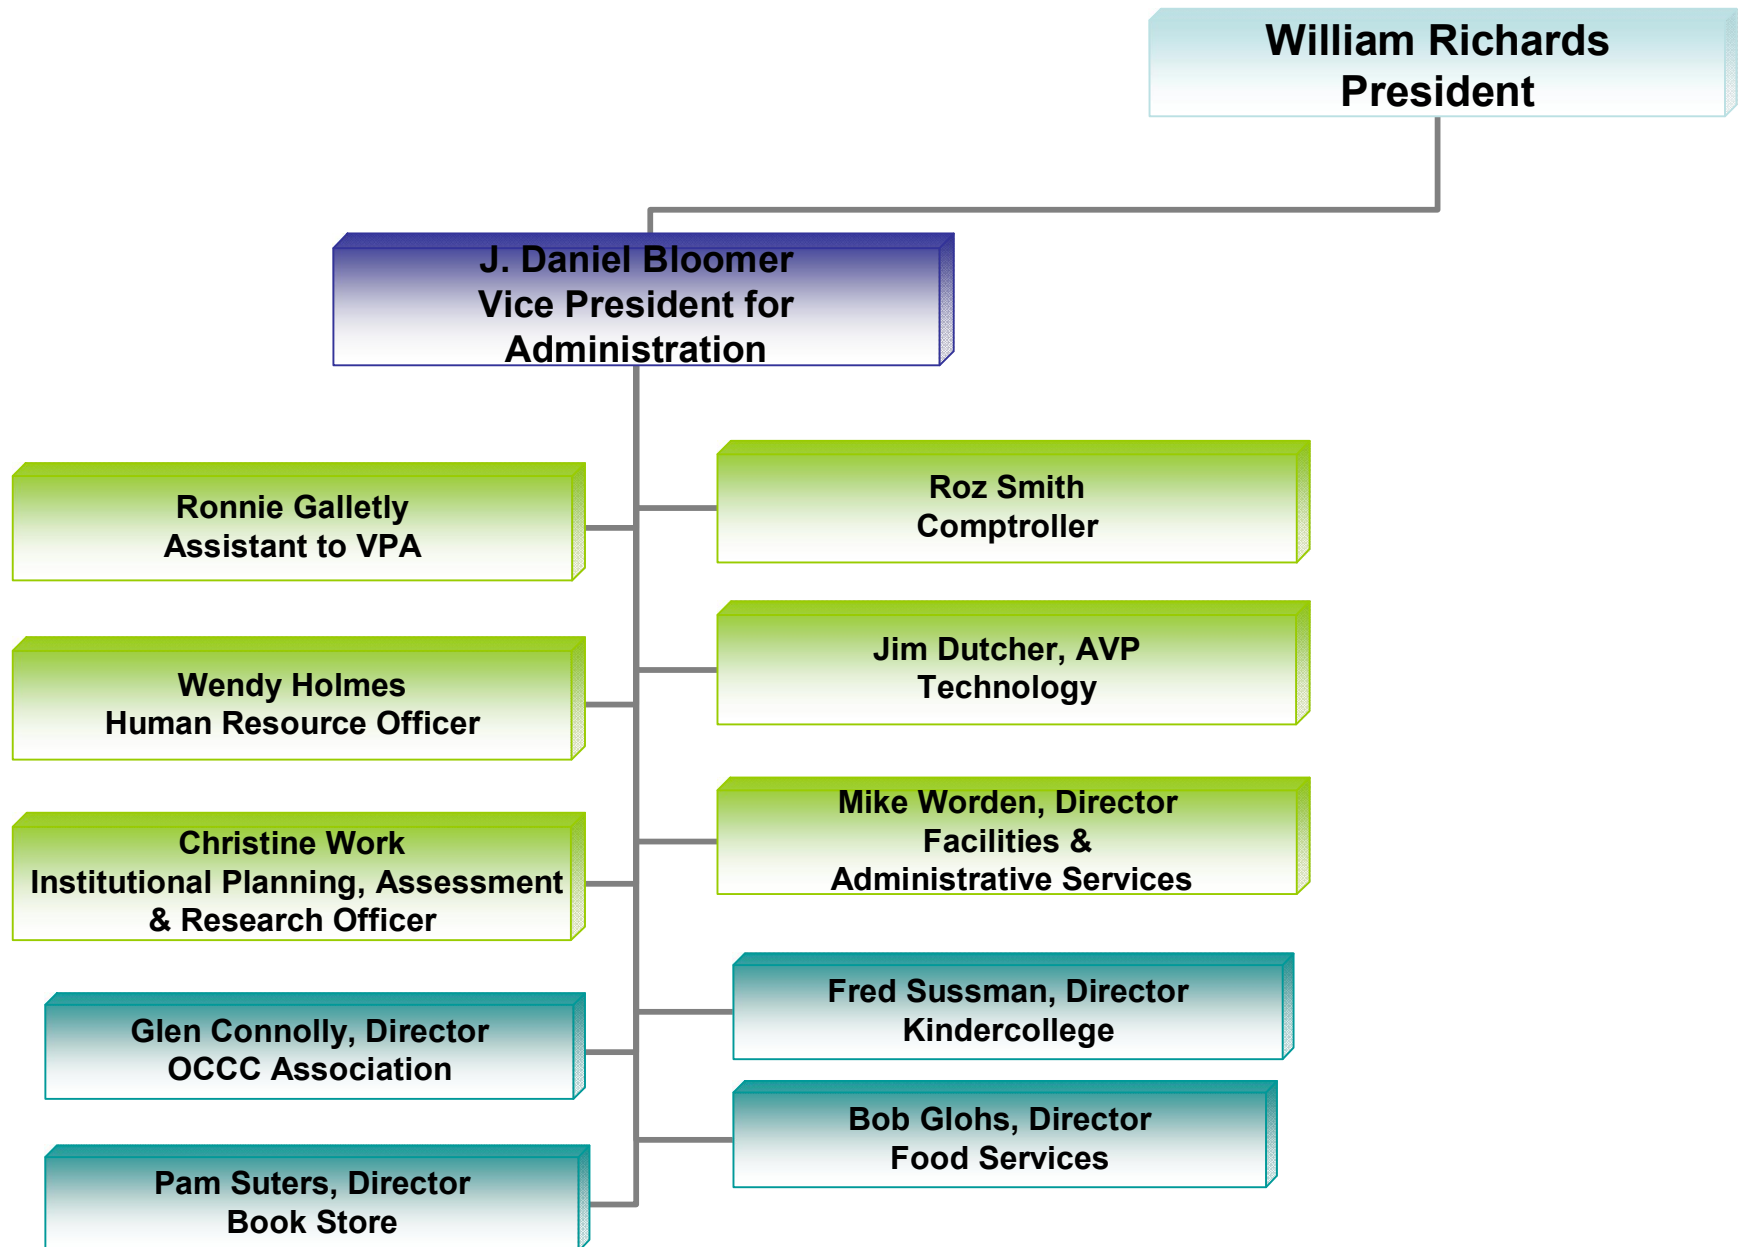 William Richards
President
J. Daniel Bloomer
Vice President for
Administration
Ronnie Galletly
Assistant to VPA
Roz Smith
Comptroller
Wendy Holmes
Human Resource Officer
Jim Dutcher, AVP
Technology
Christine Work
Institutional Planning, Assessment
& Research Officer
Mike Worden, Director
Facilities &
Administrative Services
Glen Connolly, Director
OCCC Association
Fred Sussman, Director
Kindercollege
Pam Suters, Director
Book Store
Bob Glohs, Director
Food Services